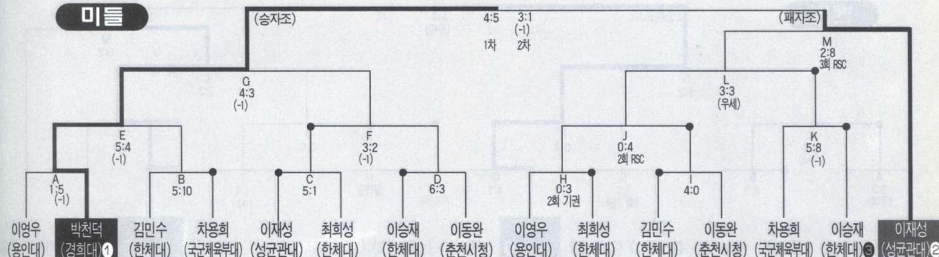 미들
(승자조)
4:5 3:1
(-1)
1차 2차
(패자조)
M
2:8
3회 RSC
G
4:3
(-1)
L
3:3
(우세)
E
5:4
(-1)
F
3:2
(-1)
J
0:4
2회 RSC
K
5:8
(-1)
A
1:5
(-1)
B
5:10
C
5:1
D
6:3
H
0:3
2회 기권
I
4:0
이영우 박천덕 김민수 차용희 이재성 최희성 이승재 이동완 이영우 최희성 김민수 이동완 차용희 이승재 이재성
(용인대) (경희대)❶ (한체대) (국군체육부대) (성균관대) (한체대) (한체대) (춘천시청) (용인대) (한체대) (한체대) (춘천시청) (국군체육부대) (한체대)❸ (성균관대)❷